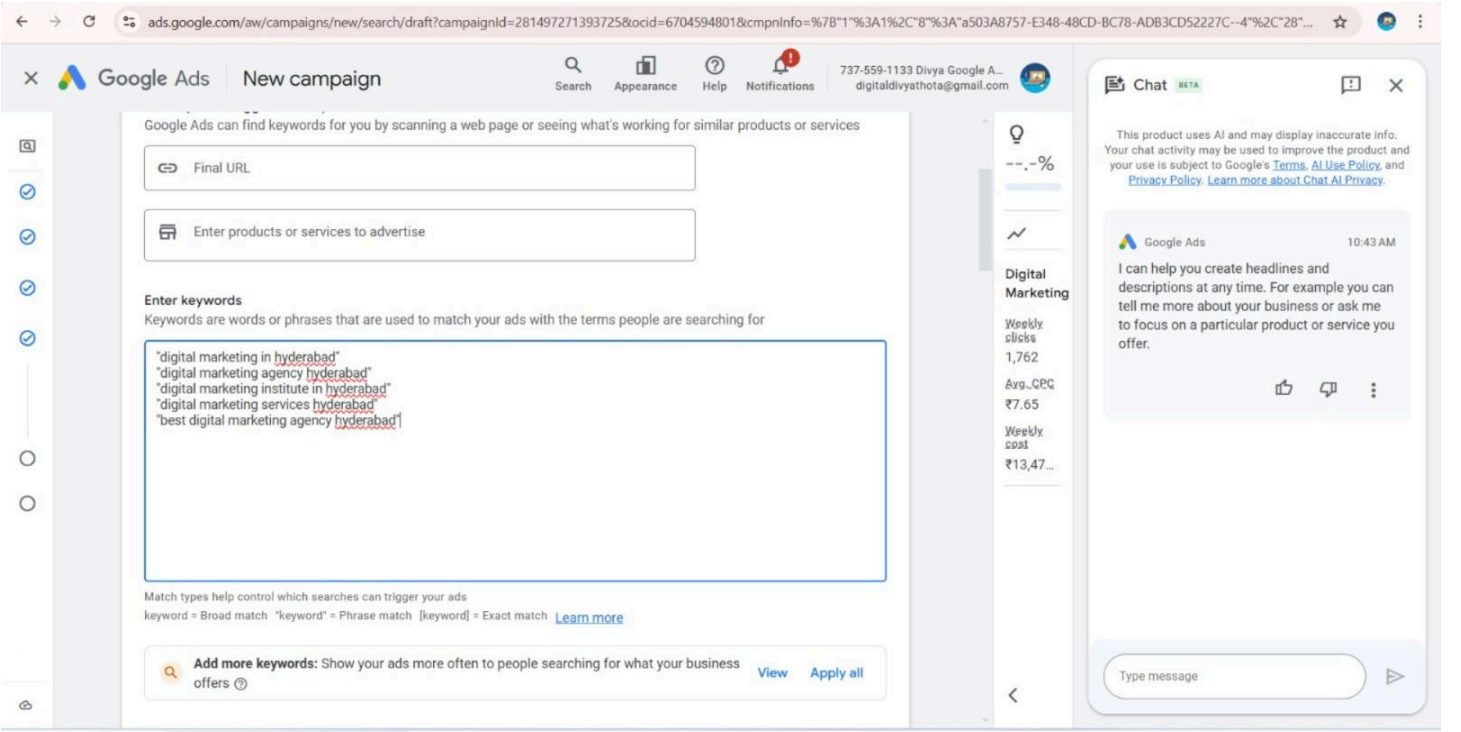 ads.google.com/aw/campaigns/new/search/draft?campaignId=281497271393725&ocid=6704594801&cmpnInfo=%7B"1"%3A1%2C"8"%3A"a503A8757-E348-48CD-BC78-ADB3CD52227C--4"%2C"28"...
Google Ads
New campaign
Search
Appearance
Help
Notifications
737-559-1133 Divya Google A...
digitaldivyathota@gmail.com
Google Ads can find keywords for you by scanning a web page or seeing what's working for similar products or services
Final URL
Enter products or services to advertise
Enter keywords
Keywords are words or phrases that are used to match your ads with the terms people are searching for
"digital marketing in hyderabad"
"digital marketing agency hyderabad"
"digital marketing institute in hyderabad"
"digital marketing services hyderabad"
"best digital marketing agency hyderabad"
Match types help control which searches can trigger your ads
keyword = Broad match "keyword" = Phrase match [keyword] = Exact match Learn more
Add more keywords: Show your ads more often to people searching for what your business
offers
View
Apply all
--.-%
Digital
Marketing
Weekly
clicks
1,762
Avg. CPC
₹7.65
Weekly
cost
₹13,47...
Chat BETA
This product uses AI and may display inaccurate info.
Your chat activity may be used to improve the product and
your use is subject to Google's Terms, AI Use Policy, and
Privacy Policy. Learn more about Chat AI Privacy.
Google Ads
10:43 AM
I can help you create headlines and
descriptions at any time. For example you can
tell me more about your business or ask me
to focus on a particular product or service you
offer.
Type message